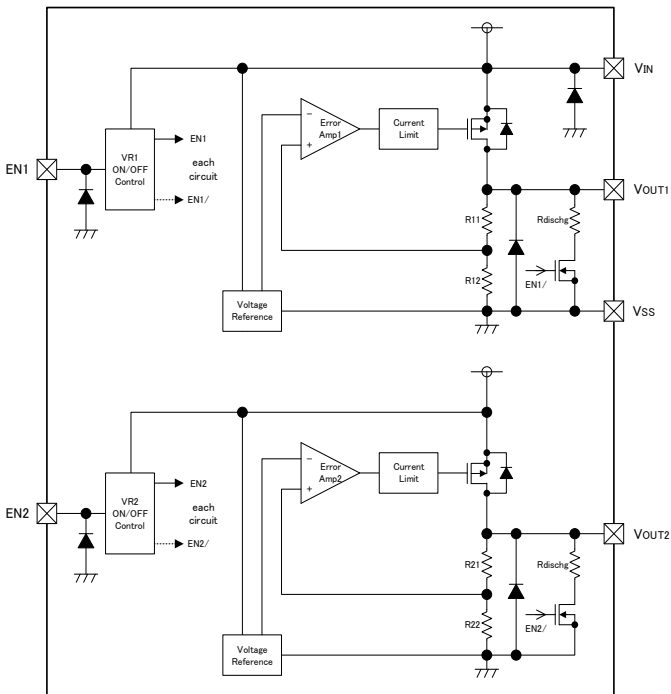 VIN
Error
Amp1
−
+
Current
Limit
EN1
VR1
ON/OFF
Control
EN1
each
circuit
EN1/
VOUT1
R11
Rdischg
R12
EN1/
Voltage
Reference
VSS
Error
Amp2
−
+
Current
Limit
EN2
VR2
ON/OFF
Control
EN2
each
circuit
EN2/
VOUT2
R21
Rdischg
R22
EN2/
Voltage
Reference